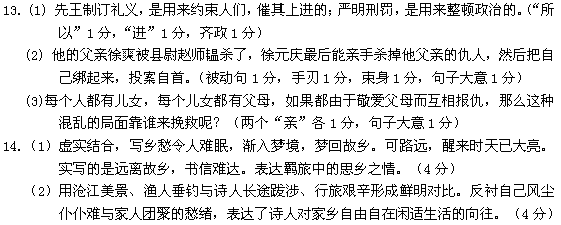 13.（1）先王制订礼义，是用来约束人们，催其上进的；严明刑罚，是用来整顿政治的。（“所
以”1分，“进”1分，齐政1分）
（2）他的父亲徐爽被县尉赵师韫杀了，徐元庆最后能亲手杀掉他父亲的仇人，然后把自
己绑起来，投案自首。（被动句1分，手刃1分，束身1分，句子大意1分）
(3)每个人都有儿女，每个儿女都有父母，如果都由于敬爱父母而互相报仇，那么这种
混乱的局面靠谁来挽救呢？（两个“亲”各1分，句子大意1分）
14.（1）虚实结合，写乡愁令人难眠，渐入梦境，梦回故乡。可路远，醒来时天已大亮。
实写的是远离故乡，书信难达。表达羁旅中的思乡之情。（4分）
（2）用沧江美景、渔人垂钓与诗人长途跋涉、行旅艰辛形成鲜明对比。反衬自己风尘
仆仆难与家人团聚的愁绪，表达了诗人对家乡自由自在闲适生活的向往。（4分）